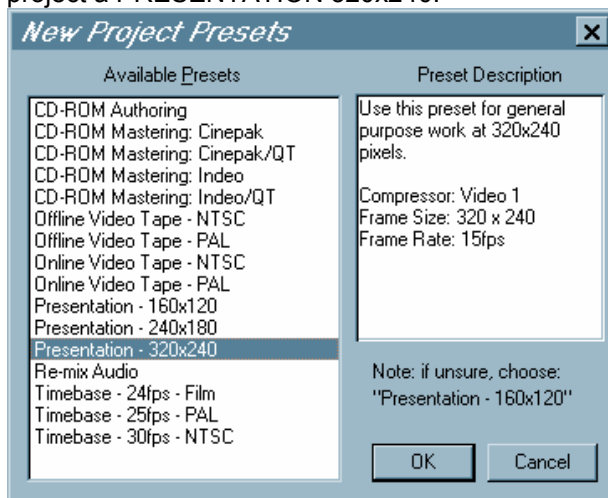 project a PRESENTATION 320x240.
New Project Presets
Available Presets
CD-ROM Authoring
CD-ROM Mastering: Cinepak
CD-ROM Mastering: Cinepak/QT
CD-ROM Mastering: Indeo
CD-ROM Mastering: Indeo/QT
Offline Video Tape - NTSC
Offline Video Tape - PAL
Online Video Tape - NTSC
Online Video Tape - PAL
Presentation - 160x120
Presentation - 240x180
Presentation - 320x240
Re-mix Audio
Timebase - 24fps - Film
Timebase - 25fps - PAL
Timebase - 30fps - NTSC
Preset Description
Use this preset for general
purpose work at 320x240
pixels.
Compressor: Video 1
Frame Size: 320 x 240
Frame Rate: 15fps
Note: if unsure, choose:
"Presentation - 160x120"
OK
Cancel